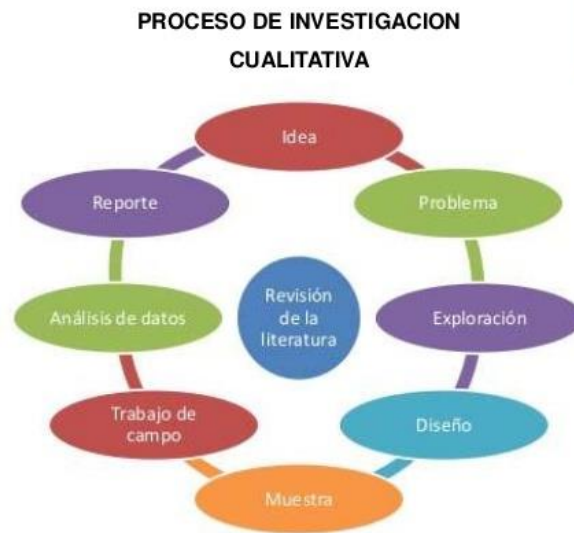 PROCESO DE INVESTIGACION
CUALITATIVA
Idea
Problema
Exploración
Diseño
Muestra
Trabajo de
campo
Análisis de datos
Reporte
Revisión
de la
literatura